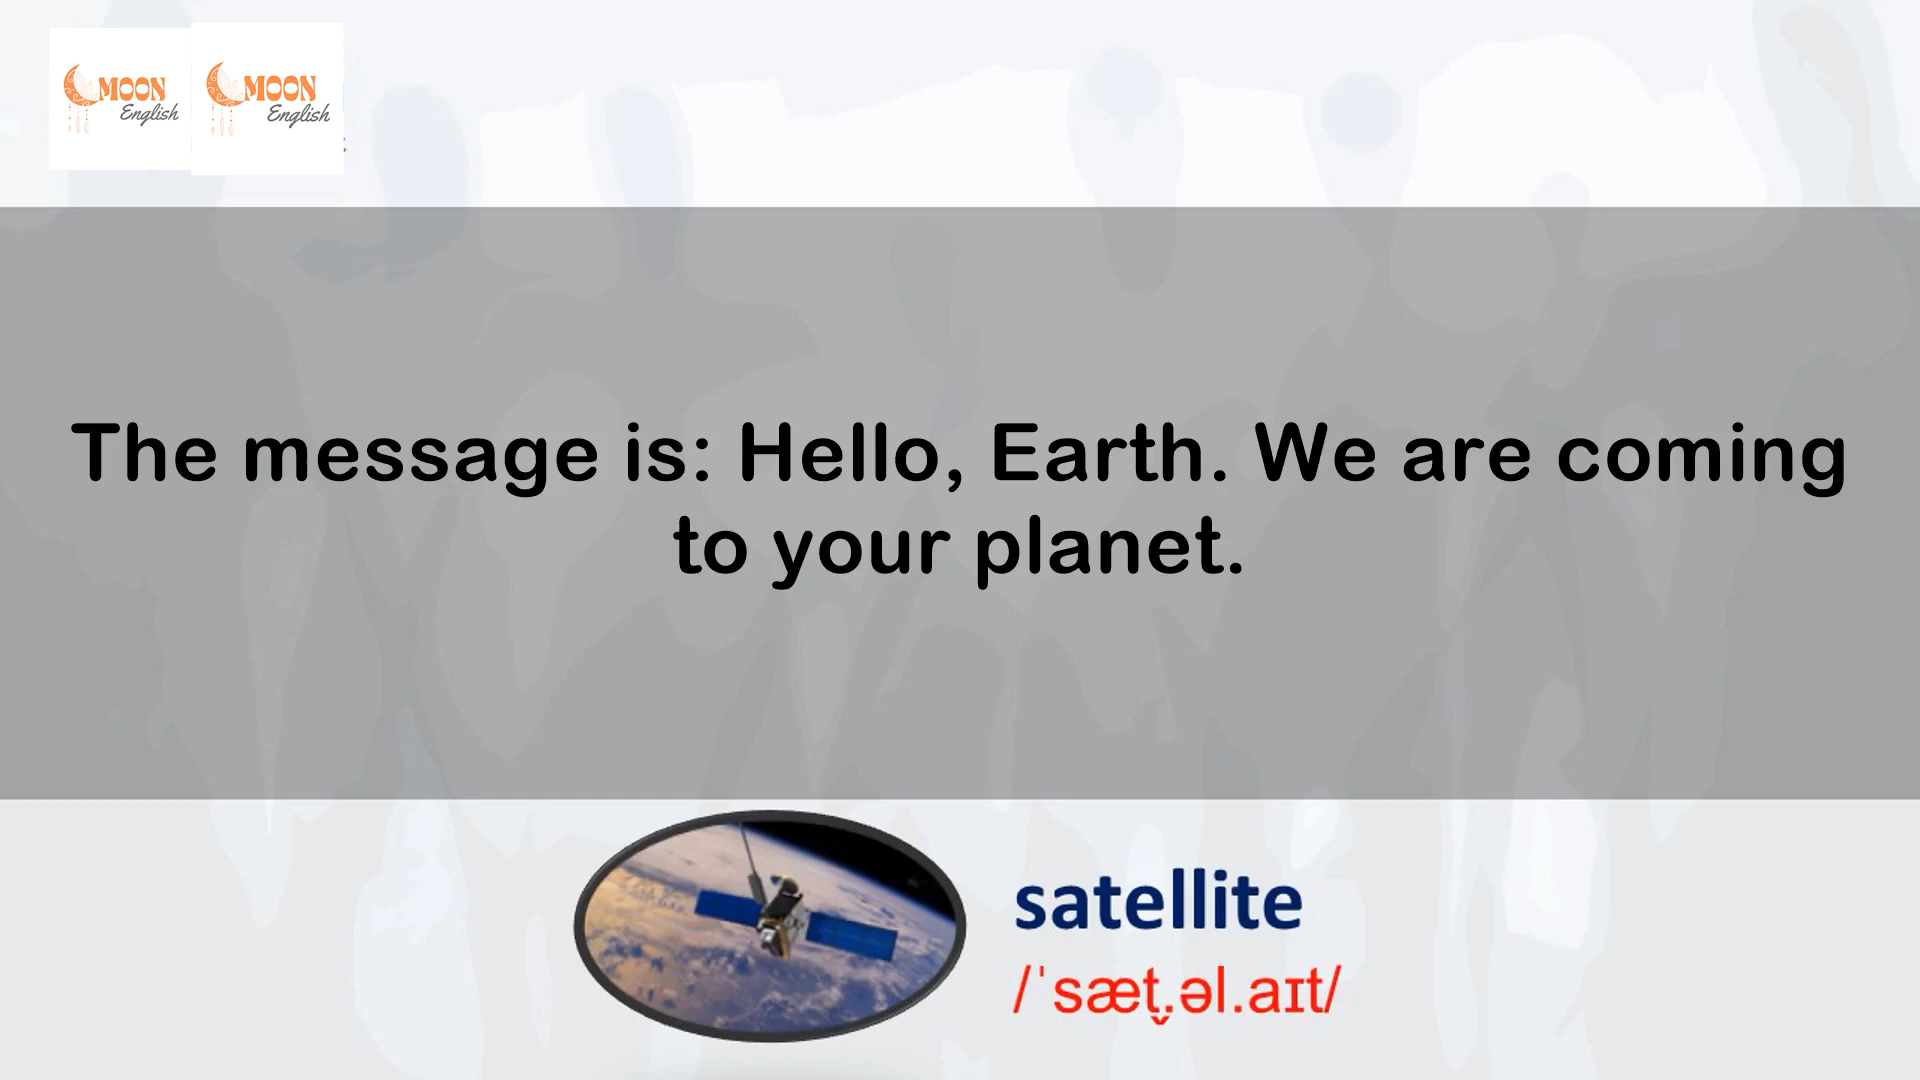 MOON
English
MOON
English
The message is: Hello, Earth. We are coming
to your planet.
satellite
/ˈsæt̬.əl.aɪt/